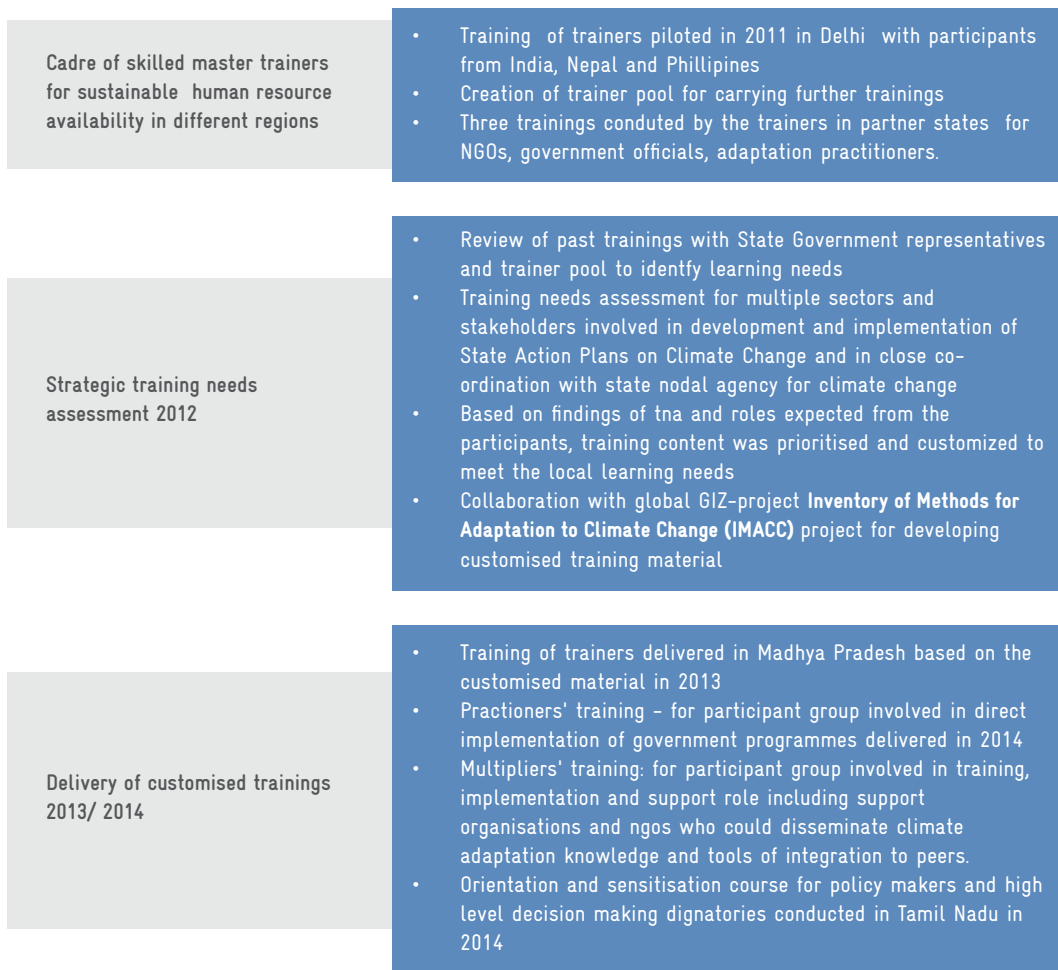 Cadre of skilled master trainers
for sustainable human resource
availability in different regions
• Training of trainers piloted in 2011 in Delhi with participants
from India, Nepal and Phillipines
• Creation of trainer pool for carrying further trainings
• Three trainings conduted by the trainers in partner states for
NGOs, government officials, adaptation practitioners.
Strategic training needs
assessment 2012
• Review of past trainings with State Government representatives
and trainer pool to identfy learning needs
• Training needs assessment for multiple sectors and
stakeholders involved in development and implementation of
State Action Plans on Climate Change and in close co-
ordination with state nodal agency for climate change
• Based on findings of tna and roles expected from the
participants, training content was prioritised and customized to
meet the local learning needs
• Collaboration with global GIZ-project Inventory of Methods for
Adaptation to Climate Change (IMACC) project for developing
customised training material
Delivery of customised trainings
2013/ 2014
• Training of trainers delivered in Madhya Pradesh based on the
customised material in 2013
• Practioners' training - for participant group involved in direct
implementation of government programmes delivered in 2014
• Multipliers' training: for participant group involved in training,
implementation and support role including support
organisations and ngos who could disseminate climate
adaptation knowledge and tools of integration to peers.
• Orientation and sensitisation course for policy makers and high
level decision making dignatories conducted in Tamil Nadu in
2014